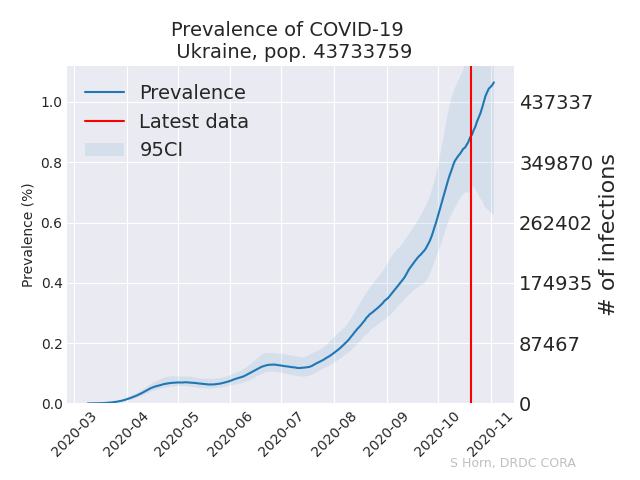 Prevalence of COVID-19
Ukraine, pop. 43733759
Prevalence
Latest data
95CI
Prevalence (%)
1.0
0.8
0.6
0.4
0.2
0.0
437337
349870
262402
174935
87467
0
# of infections
2020-03
2020-04
2020-05
2020-06
2020-07
2020-08
2020-09
2020-10
2020-11
S Horn, DRDC CORA